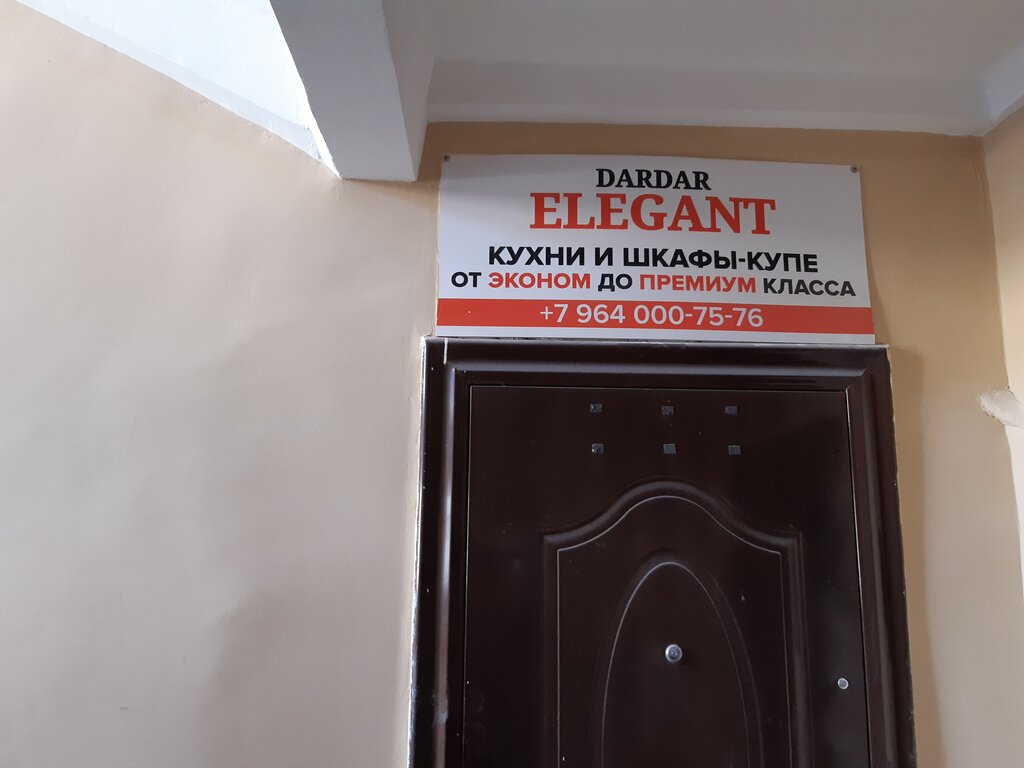 DARDAR
ELEGANT
КУХНИ И ШКАФЫ-КУПЕ
ОТ ЭКОНОМ ДО ПРЕМИУМ КЛАССА
+7 964 000-75-76